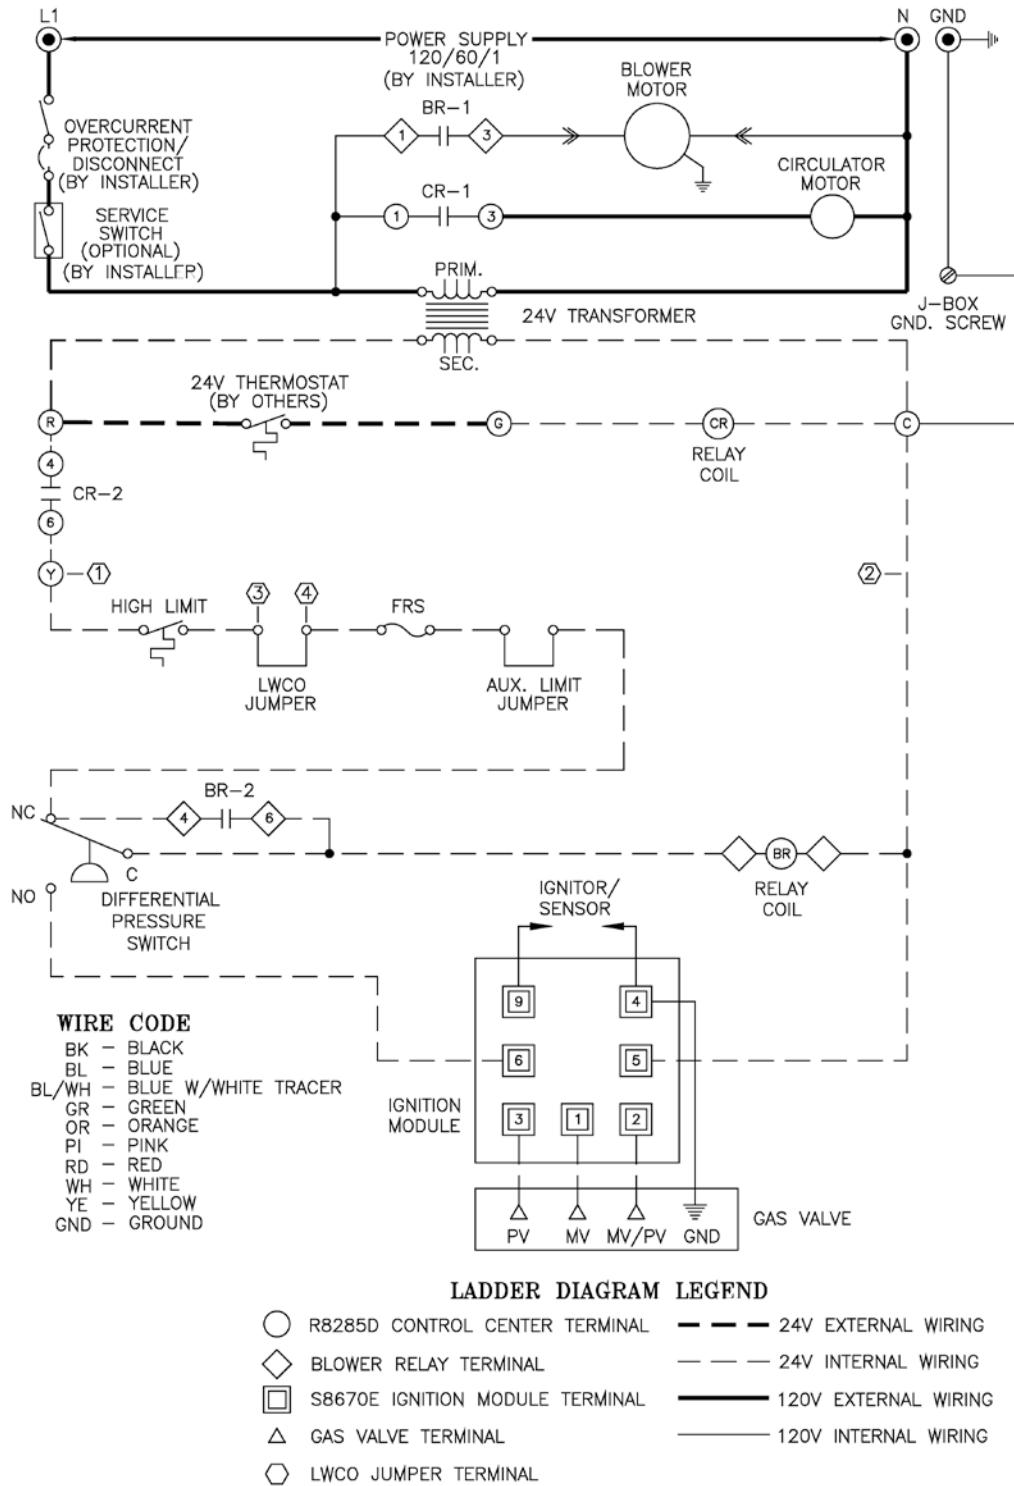 L1
N
GND
POWER SUPPLY
120/60/1
(BY INSTALLER)
BLOWER
MOTOR
OVERCURRENT
PROTECTION/
DISCONNECT
(BY INSTALLER)
BR-1
1
3
CIRCULATOR
MOTOR
SERVICE
SWITCH
(OPTIONAL)
(BY INSTALLER)
CR-1
1
3
PRIM.
24V TRANSFORMER
SEC.
J-BOX
GND. SCREW
24V THERMOSTAT
(BY OTHERS)
R
G
CR
C
RELAY
COIL
4
CR-2
6
Y
1
2
HIGH LIMIT
3
4
FRS
LWCO
JUMPER
AUX. LIMIT
JUMPER
NC
BR-2
4
6
C
BR
RELAY
COIL
NO
DIFFERENTIAL
PRESSURE
SWITCH
IGNITOR/
SENSOR
9
4
6
5
3
1
2
IGNITION
MODULE
PV
MV
MV/PV
GND
GAS VALVE
WIRE CODE
BK - BLACK
BL - BLUE
BL/WH - BLUE W/WHITE TRACER
GR - GREEN
OR - ORANGE
PI - PINK
RD - RED
WH - WHITE
YE - YELLOW
GND - GROUND
LADDER DIAGRAM LEGEND
R8285D CONTROL CENTER TERMINAL
BLOWER RELAY TERMINAL
S8670E IGNITION MODULE TERMINAL
GAS VALVE TERMINAL
LWCO JUMPER TERMINAL
24V EXTERNAL WIRING
24V INTERNAL WIRING
120V EXTERNAL WIRING
120V INTERNAL WIRING